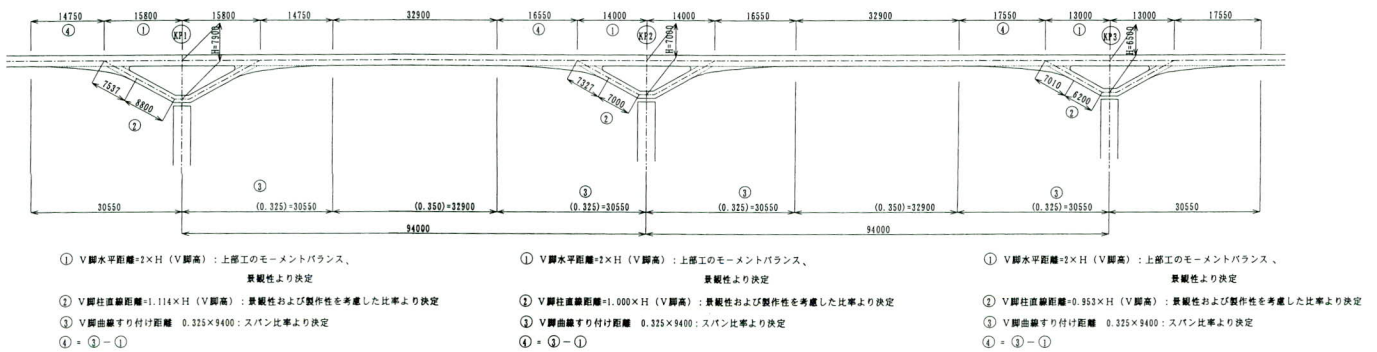 14750 15800 15800 14750 32900 16550 14000 14000 16550 32900 17550 13000 13000 17550
④ ① ④ ① ④ ①
KP1 H=7900 KP2 H=7000 KP3 H=6500
7537 8800 7327 7000 7010 6200
② ② ②
③ ③ ③ ③
30550 (0.325)=30550 (0.350)=32900 (0.325)=30550 (0.325)=30550 (0.350)=32900 (0.325)=30550 30550
94000 94000
① V脚水平距離=2×H (V脚高) : 上部工のモーメントバランス、
景観性より決定
② V脚柱直線距離=1.114×H (V脚高) : 景観性および製作性を考慮した比率より決定
③ V脚曲線すり付け距離 0.325×9400 : スパン比率より決定
④ = ③ - ①
① V脚水平距離=2×H (V脚高) : 上部工のモーメントバランス、
景観性より決定
② V脚柱直線距離=1.000×H (V脚高) : 景観性および製作性を考慮した比率より決定
③ V脚曲線すり付け距離 0.325×9400 : スパン比率より決定
④ = ③ - ①
① V脚水平距離=2×H (V脚高) : 上部工のモーメントバランス、
景観性より決定
② V脚柱直線距離=0.953×H (V脚高) : 景観性および製作性を考慮した比率より決定
③ V脚曲線すり付け距離 0.325×9400 : スパン比率より決定
④ = ③ - ①